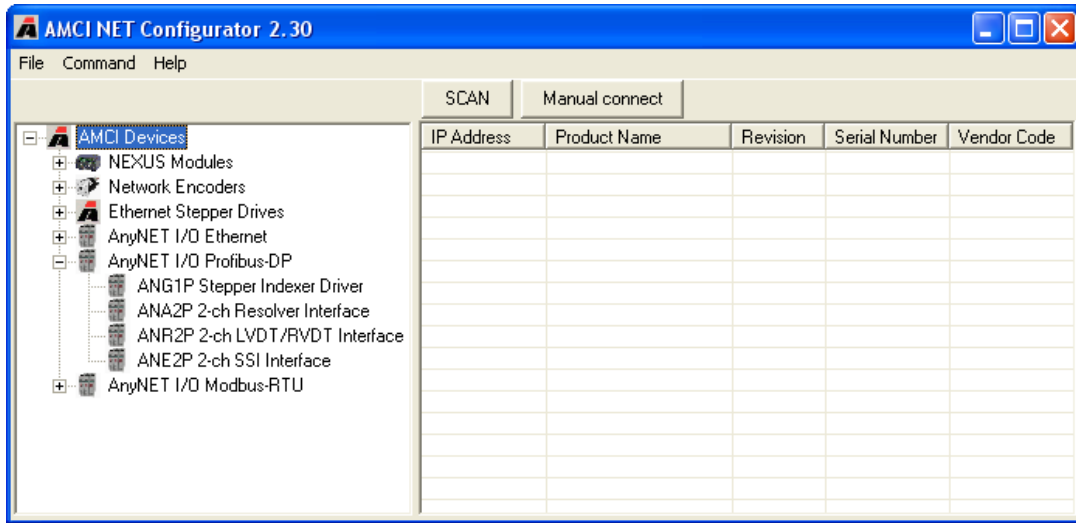 AMCI NET Configurator 2.30
File Command Help
SCAN Manual connect
AMCI Devices
NEXUS Modules
Network Encoders
Ethernet Stepper Drives
AnyNET I/O Ethernet
AnyNET I/O Profibus-DP
ANG1P Stepper Indexer Driver
ANA2P 2-ch Resolver Interface
ANR2P 2-ch LVDT/RVDT Interface
ANE2P 2-ch SSI Interface
AnyNET I/O Modbus-RTU
IP Address Product Name Revision Serial Number Vendor Code